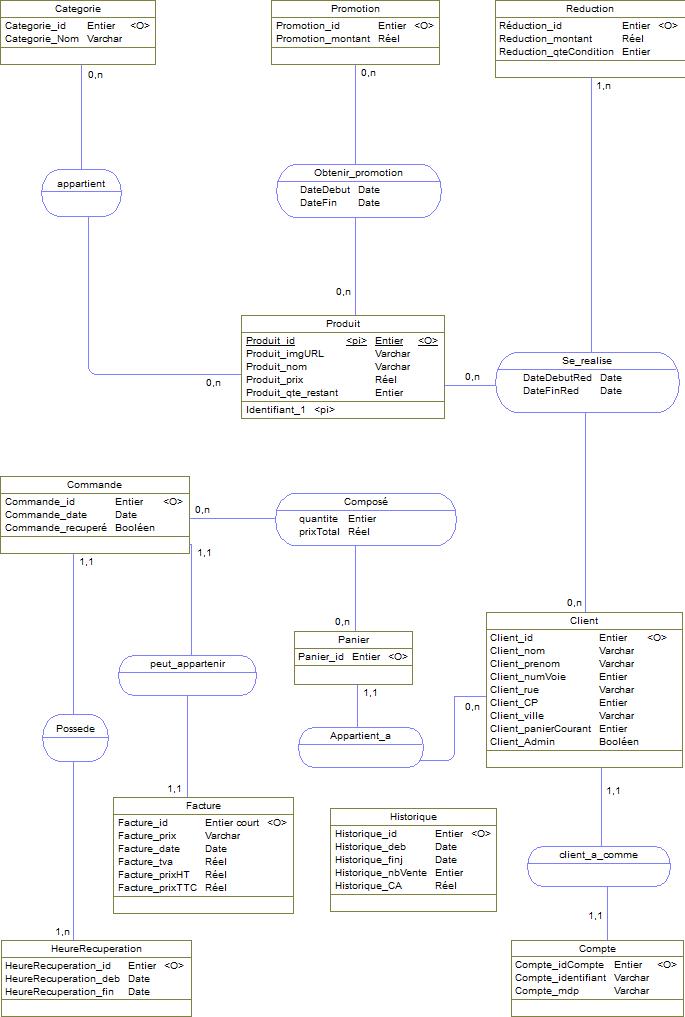 Categorie
Categorie_id Entier <O>
Categorie_Nom Varchar
Promotion
Promotion_id Entier <O>
Promotion_montant Réel
Reduction
Réduction_id Entier <O>
Reduction_montant Réel
Reduction_qteCondition Entier
0,n
0,n
1,n
appartient
Obtenir_promotion
DateDebut Date
DateFin Date
0,n
Produit
Produit_id <pi> Entier <O>
Produit_imgURL Varchar
Produit_nom Varchar
Produit_prix Réel
Produit_qte_restant Entier
Identifiant_1 <pi>
0,n
0,n
Se_realise
DateDebutRed Date
DateFinRed Date
Commande
Commande_id Entier <O>
Commande_date Date
Commande_recuperé Booléen
0,n
Composé
quantite Entier
prixTotal Réel
1,1
1,1
0,n
0,n
Panier
Panier_id Entier <O>
Client
Client_id Entier <O>
Client_nom Varchar
Client_prenom Varchar
Client_numVoie Entier
Client_rue Varchar
Client_CP Entier
Client_ville Varchar
Client_panierCourant Entier
Client_Admin Booléen
peut_appartenir
1,1
0,n
Possede
Appartient_a
1,1
1,1
Facture
Facture_id Entier court <O>
Facture_prix Varchar
Facture_date Date
Facture_tva Réel
Facture_prixHT Réel
Facture_prixTTC Réel
Historique
Historique_id Entier <O>
Historique_deb Date
Historique_finj Date
Historique_nbVente Entier
Historique_CA Réel
client_a_comme
1,n
1,1
HeureRecuperation
HeureRecuperation_id Entier <O>
HeureRecuperation_deb Date
HeureRecuperation_fin Date
Compte
Compte_idCompte Entier <O>
Compte_identifiant Varchar
Compte_mdp Varchar